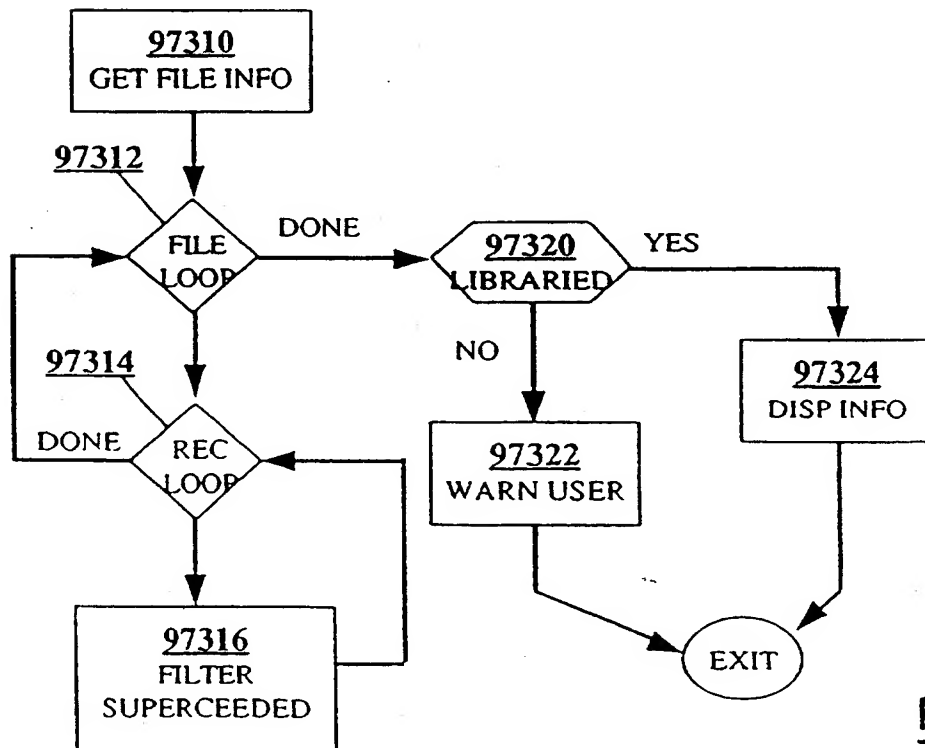 97310
GET FILE INFO
97312
FILE
LOOP
DONE
97320
LIBRARIED
YES
NO
97314
DONE
REC
LOOP
97324
DISP INFO
97322
WARN USER
97316
FILTER
SUPERCEEDED
EXIT